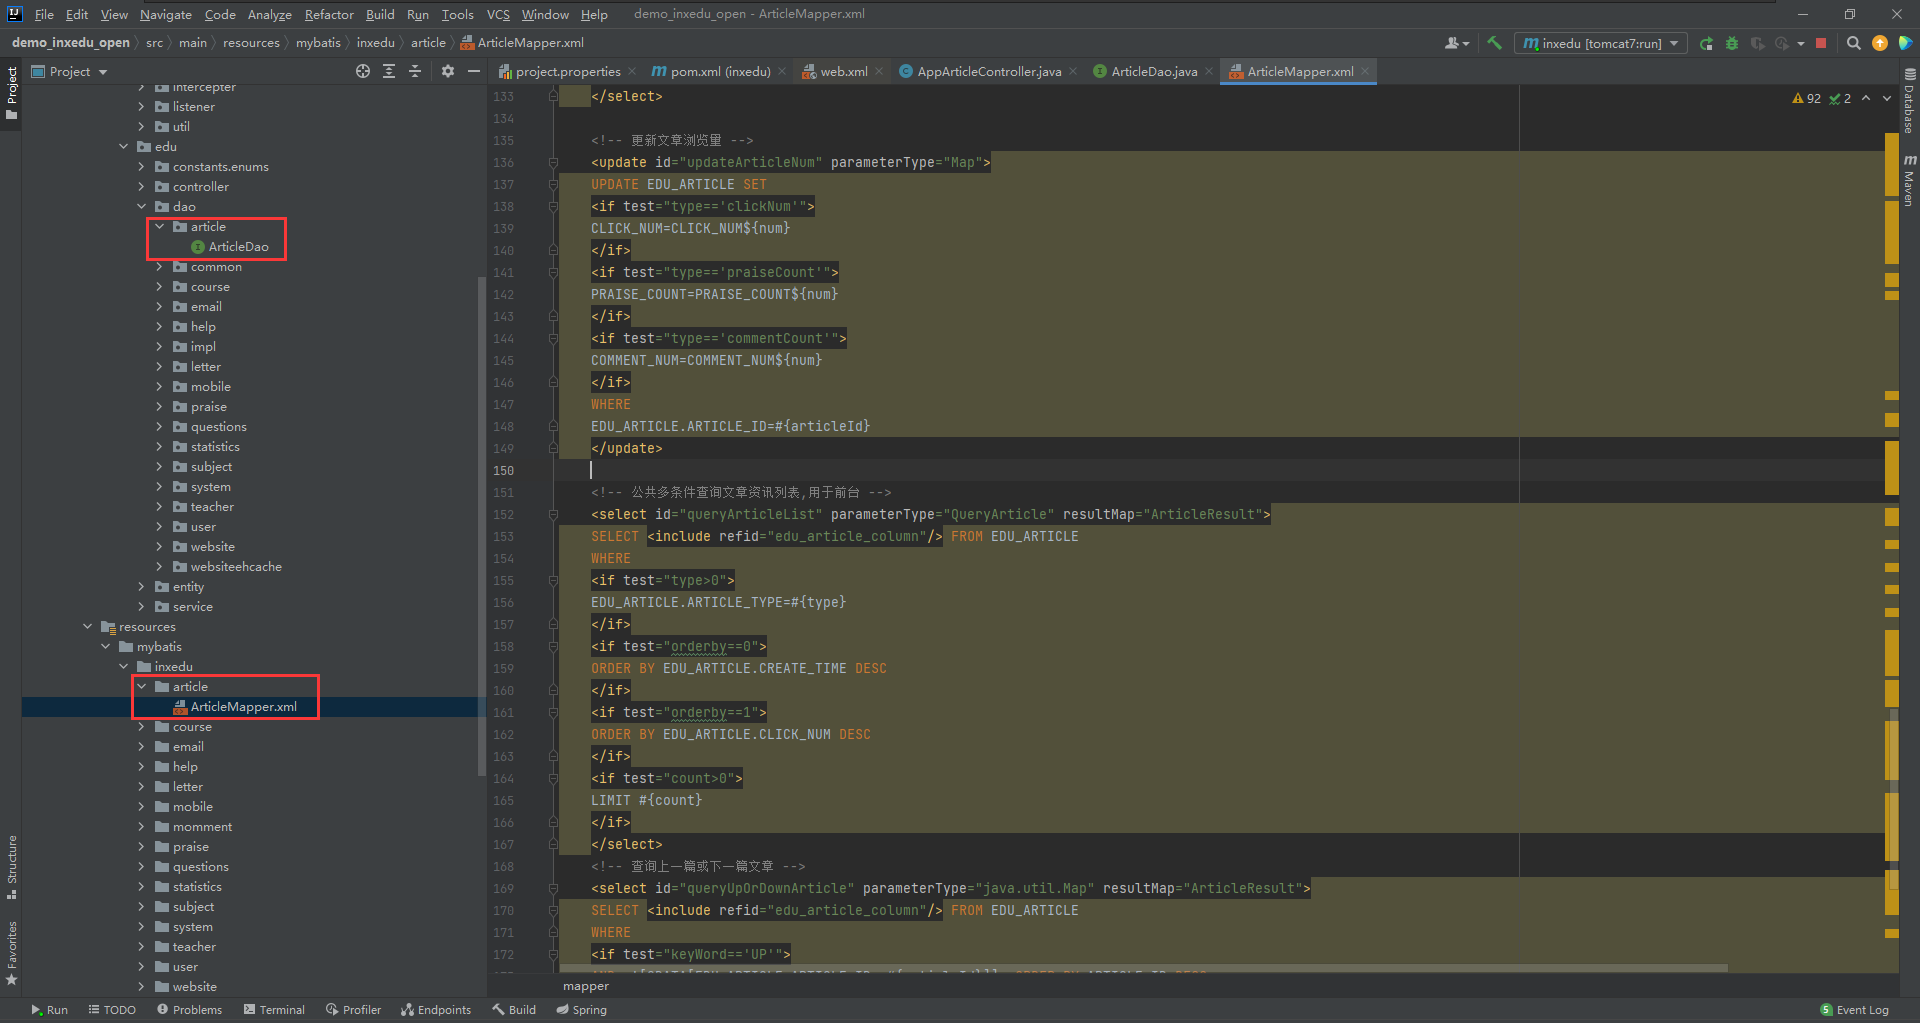 File Edit View Navigate Code Analyze Refactor Build Run Tools VCS Window Help demo_inxedu_open - ArticleMapper.xml
demo_inxedu_open src main resources mybatis inxedu article ArticleMapper.xml inxedu [tomcat7:run]
Project
Project
project.properties pom.xml (inxedu) web.xml AppArticleController.java ArticleDao.java ArticleMapper.xml
intercepter
listener
util
edu
constants.enums
controller
dao
article
ArticleDao
common
course
email
help
impl
letter
mobile
praise
questions
statistics
subject
system
teacher
user
website
websiteehcache
entity
service
resources
mybatis
inxedu
article
ArticleMapper.xml
course
email
help
letter
mobile
momment
praise
questions
statistics
subject
system
teacher
user
website
Structure
Favorites
92 2
133 </select>
134
135 <!-- 更新文章浏览量 -->
136 <update id="updateArticleNum" parameterType="Map">
137 UPDATE EDU_ARTICLE SET
138 <if test="type=='clickNum'">
139 CLICK_NUM=CLICK_NUM${num}
140 </if>
141 <if test="type=='praiseCount'">
142 PRAISE_COUNT=PRAISE_COUNT${num}
143 </if>
144 <if test="type=='commentCount'">
145 COMMENT_NUM=COMMENT_NUM${num}
146 </if>
147 WHERE
148 EDU_ARTICLE.ARTICLE_ID=#{articleId}
149 </update>
150
151 <!-- 公共多条件查询文章资讯列表,用于前台 -->
152 <select id="queryArticleList" parameterType="QueryArticle" resultMap="ArticleResult">
153 SELECT <include refid="edu_article_column"/> FROM EDU_ARTICLE
154 WHERE
155 <if test="type>0">
156 EDU_ARTICLE.ARTICLE_TYPE=#{type}
157 </if>
158 <if test="orderby==0">
159 ORDER BY EDU_ARTICLE.CREATE_TIME DESC
160 </if>
161 <if test="orderby==1">
162 ORDER BY EDU_ARTICLE.CLICK_NUM DESC
163 </if>
164 <if test="count>0">
165 LIMIT #{count}
166 </if>
167 </select>
168 <!-- 查询上一篇或下一篇文章 -->
169 <select id="queryUpOrDownArticle" parameterType="java.util.Map" resultMap="ArticleResult">
170 SELECT <include refid="edu_article_column"/> FROM EDU_ARTICLE
171 WHERE
172 <if test="keyWord=='UP'">
mapper
Database
Maven
Run TODO Problems Terminal Profiler Endpoints Build Spring 5 Event Log